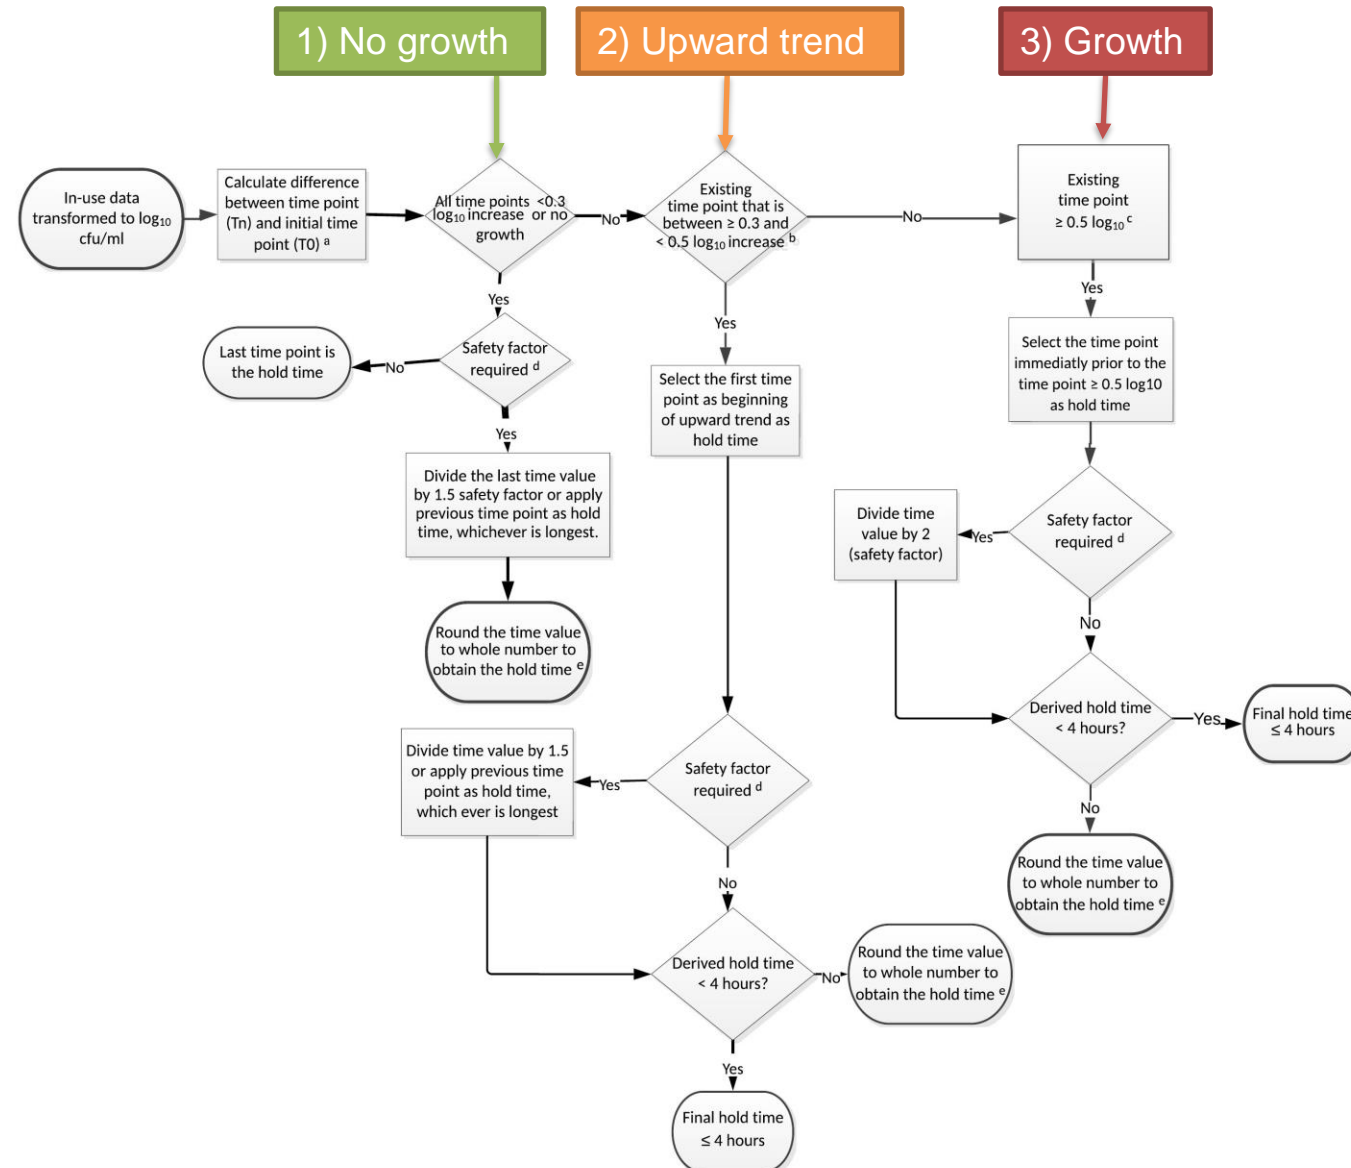 1) No growth
2) Upward trend
3) Growth
In-use data
transformed to log₁₀
cfu/ml
Calculate difference
between time point
(Tn) and initial time
point (T0) ᵃ
All time points <0.3
log₁₀ increase or no
growth
No
Existing
time point that is
between ≥ 0.3 and
< 0.5 log₁₀ increase ᵇ
No
Existing
time point
≥ 0.5 log₁₀ ᶜ
Yes
Safety factor
required ᵈ
No
Last time point is
the hold time
Yes
Divide the last time value
by 1.5 safety factor or apply
previous time point as hold
time, whichever is longest.
Round the time value
to whole number to
obtain the hold time ᵉ
Yes
Select the first time
point as beginning
of upward trend as
hold time
Safety factor
required ᵈ
Yes
Divide time value by 1.5
or apply previous time
point as hold time,
which ever is longest
No
Derived hold time
< 4 hours?
No
Round the time value
to whole number to
obtain the hold time ᵉ
Yes
Final hold time
≤ 4 hours
Yes
Select the time point
immediatly prior to the
time point ≥ 0.5 log10
as hold time
Safety factor
required ᵈ
Yes
Divide time
value by 2
(safety factor)
No
Derived hold time
< 4 hours?
Yes
Final hold time
≤ 4 hours
No
Round the time value
to whole number to
obtain the hold time ᵉ